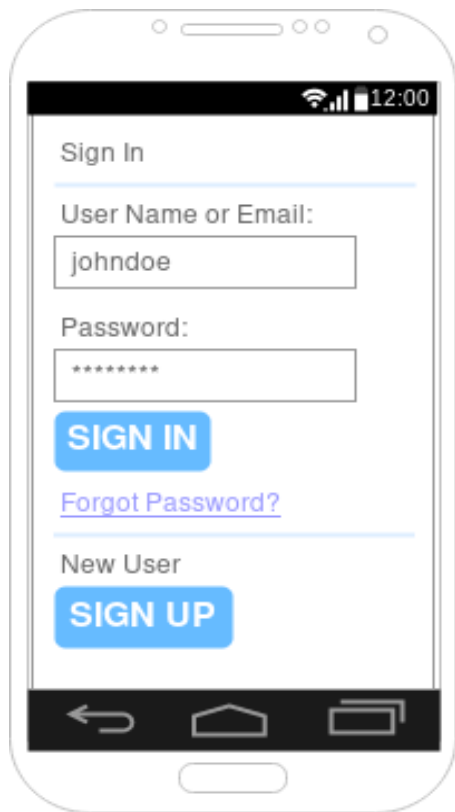 12:00
Sign In
User Name or Email:
johndoe
Password:
********
SIGN IN
Forgot Password?
New User
SIGN UP